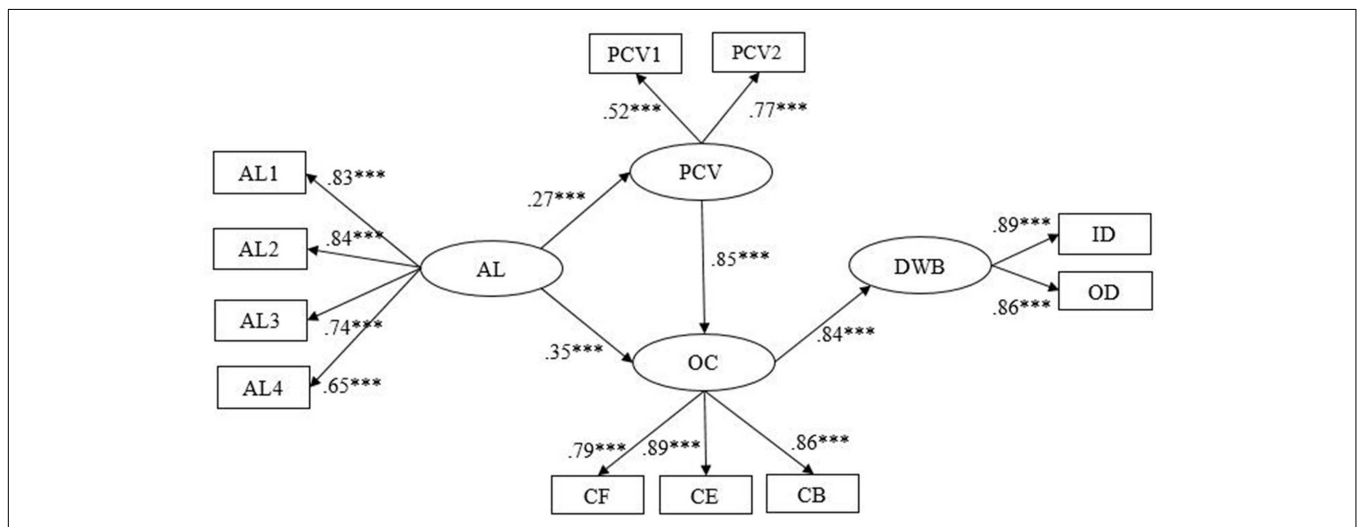 PCV1
PCV2
.52***
.77***
AL1
.83***
PCV
.27***
AL2
.84***
AL
.85***
DWB
.89***
ID
OD
.86***
AL3
.74***
.35***
OC
.84***
AL4
.65***
.79***
.89***
.86***
CF
CE
CB